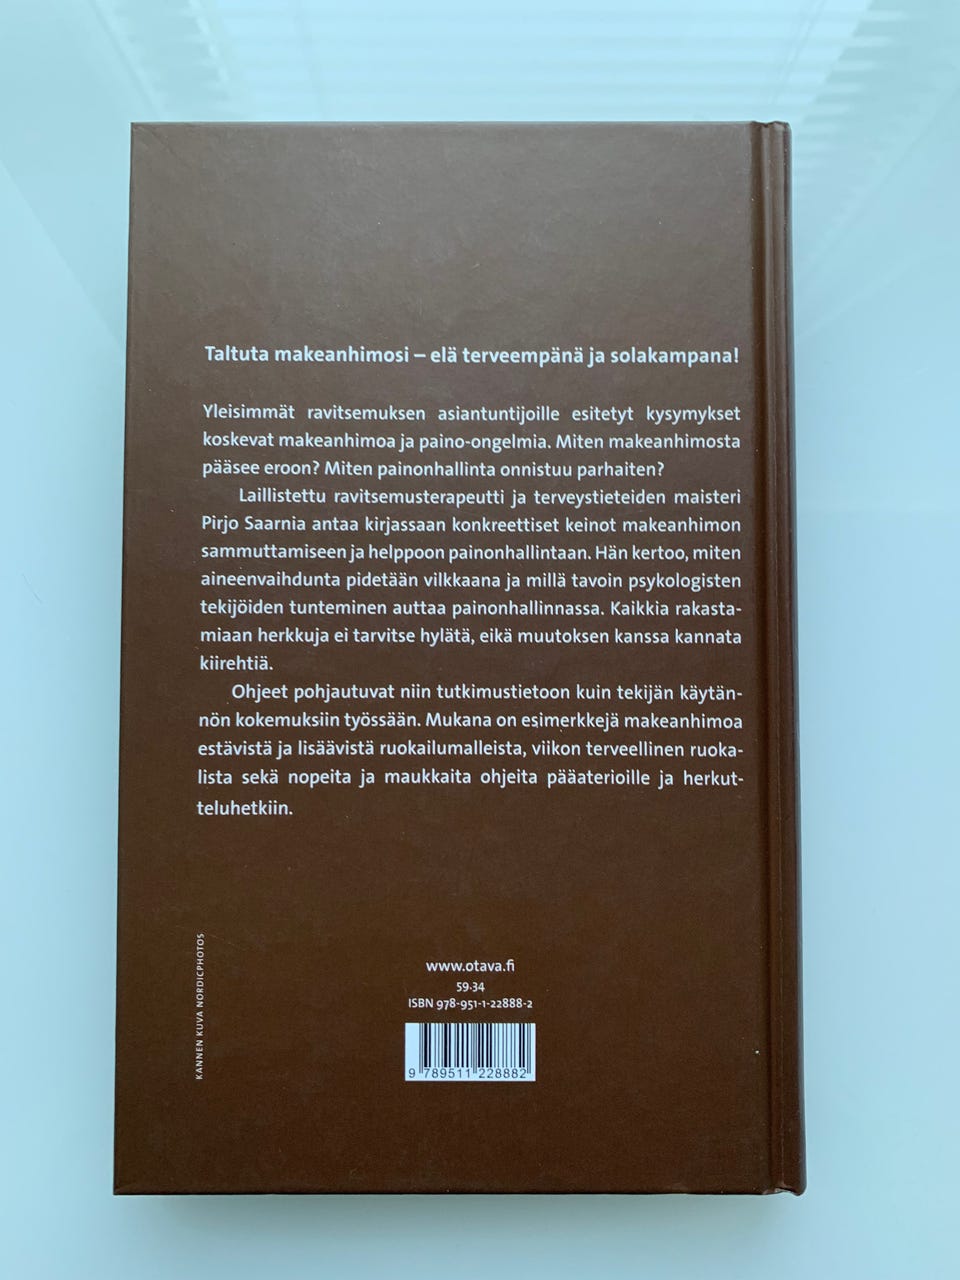 Taltuta makeanhimosi – elä terveempänä ja solakampana!
Yleisimmät ravitsemuksen asiantuntijoille esitetyt kysymykset
koskevat makeanhimoa ja paino-ongelmia. Miten makeanhimosta
pääsee eroon? Miten painonhallinta onnistuu parhaiten?
Laillistettu ravitsemusterapeutti ja terveystieteiden maisteri
Pirjo Saarnia antaa kirjassaan konkreettiset keinot makeanhimon
sammuttamiseen ja helppoon painonhallintaan. Hän kertoo, miten
aineenvaihdunta pidetään vilkkaana ja millä tavoin psykologisten
tekijöiden tunteminen auttaa painonhallinnassa. Kaikkia rakasta-
miaan herkkuja ei tarvitse hylätä, eikä muutoksen kanssa kannata
kiirehtiä.
Ohjeet pohjautuvat niin tutkimustietoon kuin tekijän käytän-
nön kokemuksiin työssään. Mukana on esimerkkejä makeanhimoa
estävistä ja lisäävistä ruokailumalleista, viikon terveellinen ruoka-
lista sekä nopeita ja maukkaita ohjeita pääaterioille ja herkut-
teluhetkiin.
KANNEN KUVA NORDICPHOTOS
www.otava.fi
59.34
ISBN 978-951-1-22888-2
9 789511 228882